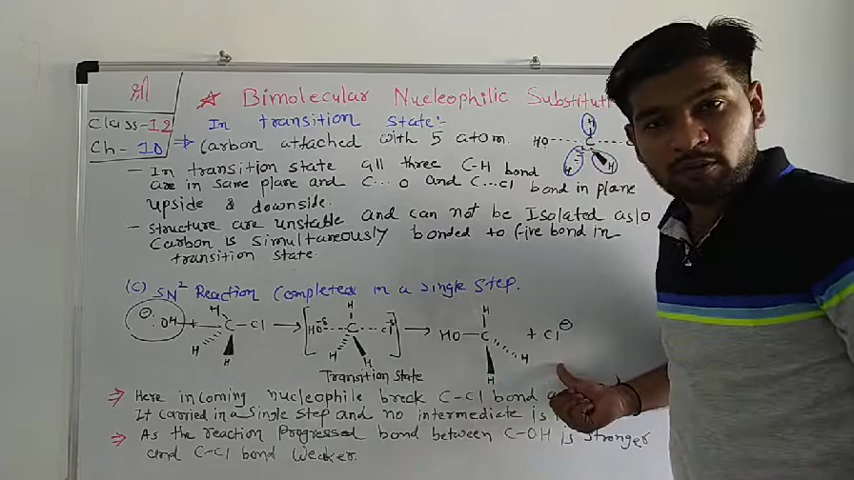 श्री
Class-12
Ch-10
☆ Bimolecular Nucleophilic Substitut
In transition state:-
⇒ Carbon attached with 5 atom.
HO C
H
H H
- In transition state all three C-H bond
are in same plane and C...O and C...Cl bond in plane
upside & downside.
- Structure are unstable and can not be Isolated as/o
Carbon is simultareously bonded to five bond in
transition state.
(C) SN² Reaction Completed in a single Step.
⊖:OH + H C Cl H H → [HO C Cl H H H] → HO C H H H + Cl⊖
Transition State
⇒ Here incoming nucleophile break C-Cl bond
It carried in a single step and no intermediate is
⇒ As the reaction Progressed bond between C-OH is stronger
and C-Cl bond Weaker.